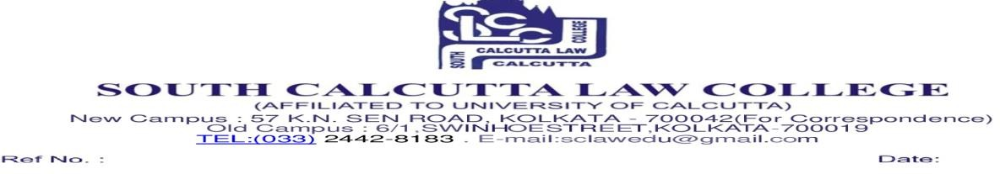 SLCC
SOUTH
CALCUTTA LAW
COLLEGE
CALCUTTA
SOUTH CALCUTTA LAW COLLEGE
(AFFILIATED TO UNIVERSITY OF CALCUTTA)
New Campus : 57 K.N. SEN ROAD, KOLKATA - 700042(For Correspondence)
Old Campus : 6/1,SWINHOESTREET,KOLKATA-700019
TEL:(033) 2442-8183 . E-mail:sclawedu@gmail.com
Ref No. : Date: